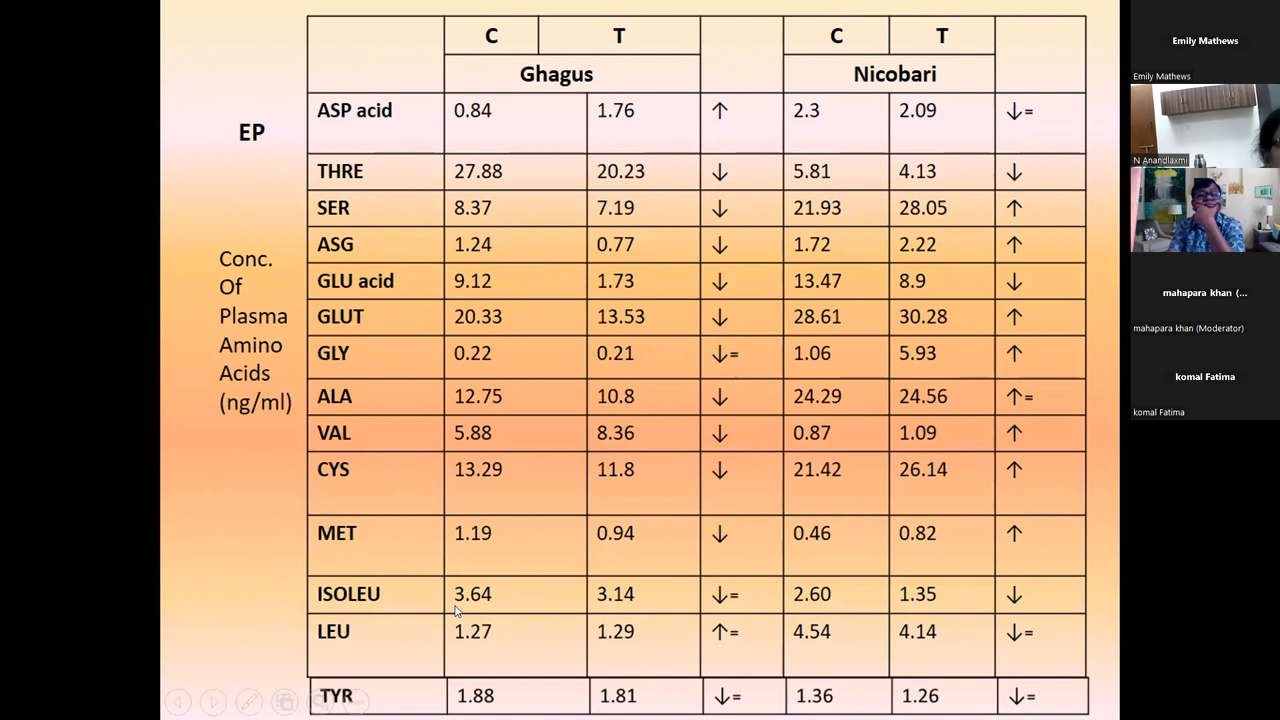 C T C T
Ghagus Nicobari
EP
Conc.
Of
Plasma
Amino
Acids
(ng/ml)
ASP acid 0.84 1.76 ↑ 2.3 2.09 ↓=
THRE 27.88 20.23 ↓ 5.81 4.13 ↓
SER 8.37 7.19 ↓ 21.93 28.05 ↑
ASG 1.24 0.77 ↓ 1.72 2.22 ↑
GLU acid 9.12 1.73 ↓ 13.47 8.9 ↓
GLUT 20.33 13.53 ↓ 28.61 30.28 ↑
GLY 0.22 0.21 ↓= 1.06 5.93 ↑
ALA 12.75 10.8 ↓ 24.29 24.56 ↑=
VAL 5.88 8.36 ↓ 0.87 1.09 ↑
CYS 13.29 11.8 ↓ 21.42 26.14 ↑
MET 1.19 0.94 ↓ 0.46 0.82 ↑
ISOLEU 3.64 3.14 ↓= 2.60 1.35 ↓
LEU 1.27 1.29 ↑= 4.54 4.14 ↓=
TYR 1.88 1.81 ↓= 1.36 1.26 ↓=
Emily Mathews
Emily Mathews
N Anandlaxmi
mahapara khan (...
mahapara khan (Moderator)
komal Fatima
komal Fatima